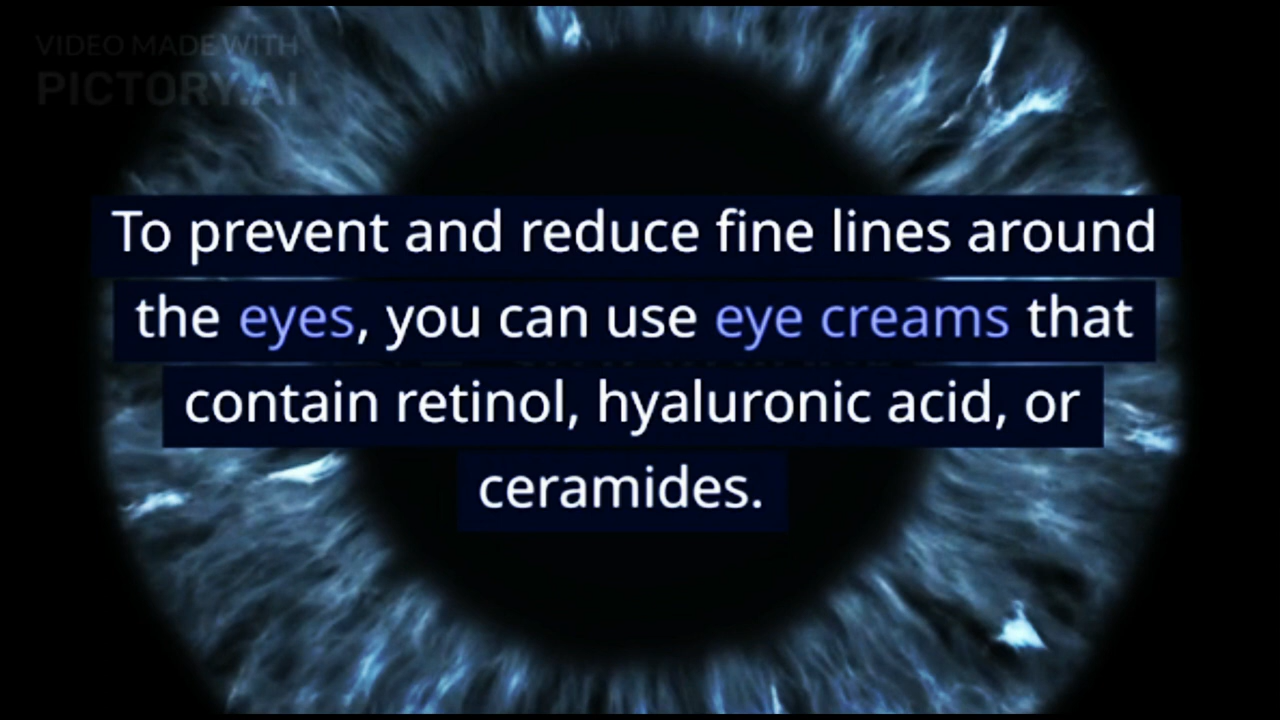 VIDEO MADE WITH
PICTORY.AI
To prevent and reduce fine lines around
the eyes, you can use eye creams that
contain retinol, hyaluronic acid, or
ceramides.